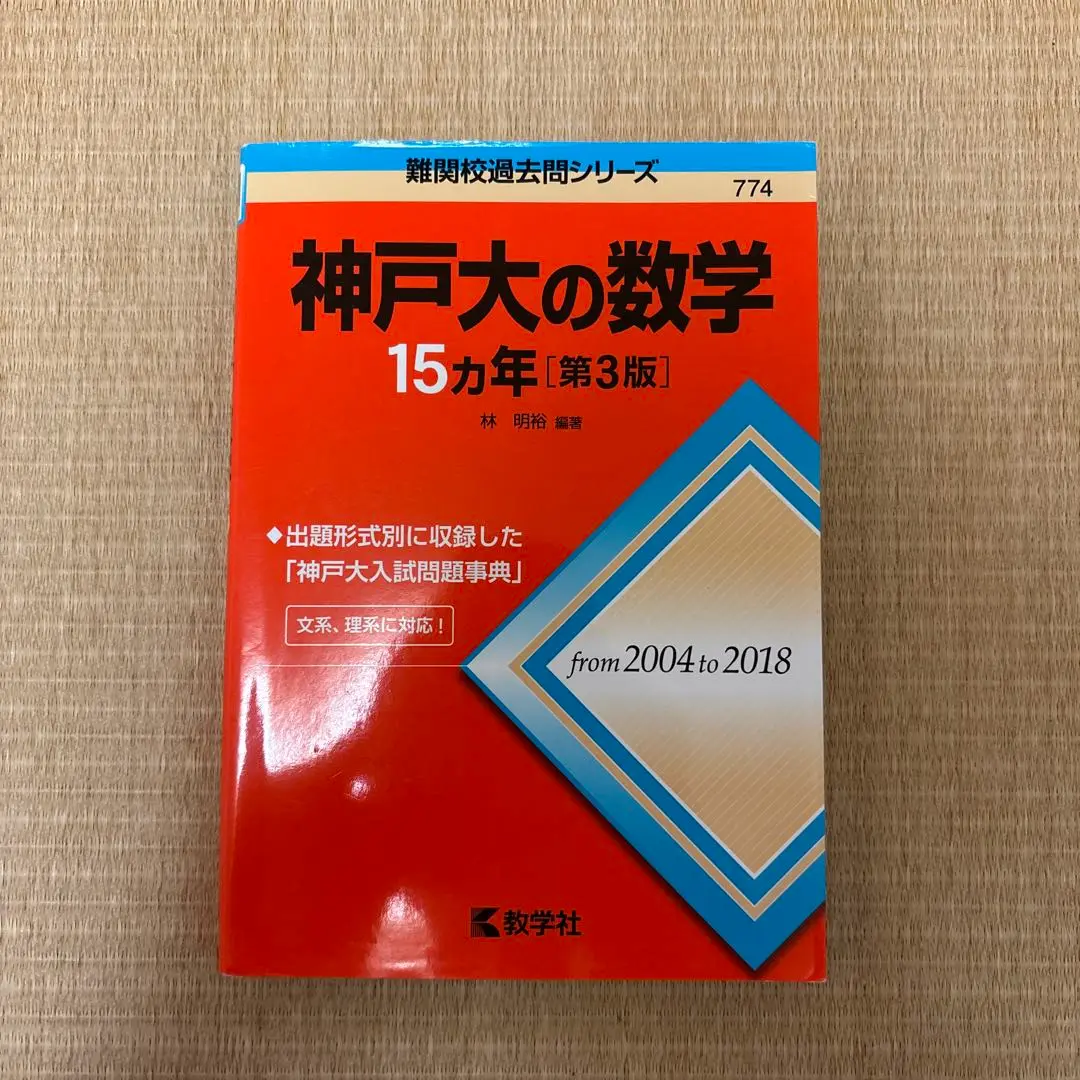 難関校過去問シリーズ
774
神戸大の数学
15カ年[第3版]
林 明裕 編著
◆出題形式別に収録した
「神戸大入試問題事典」
文系、理系に対応!
from 2004 to 2018
教学社